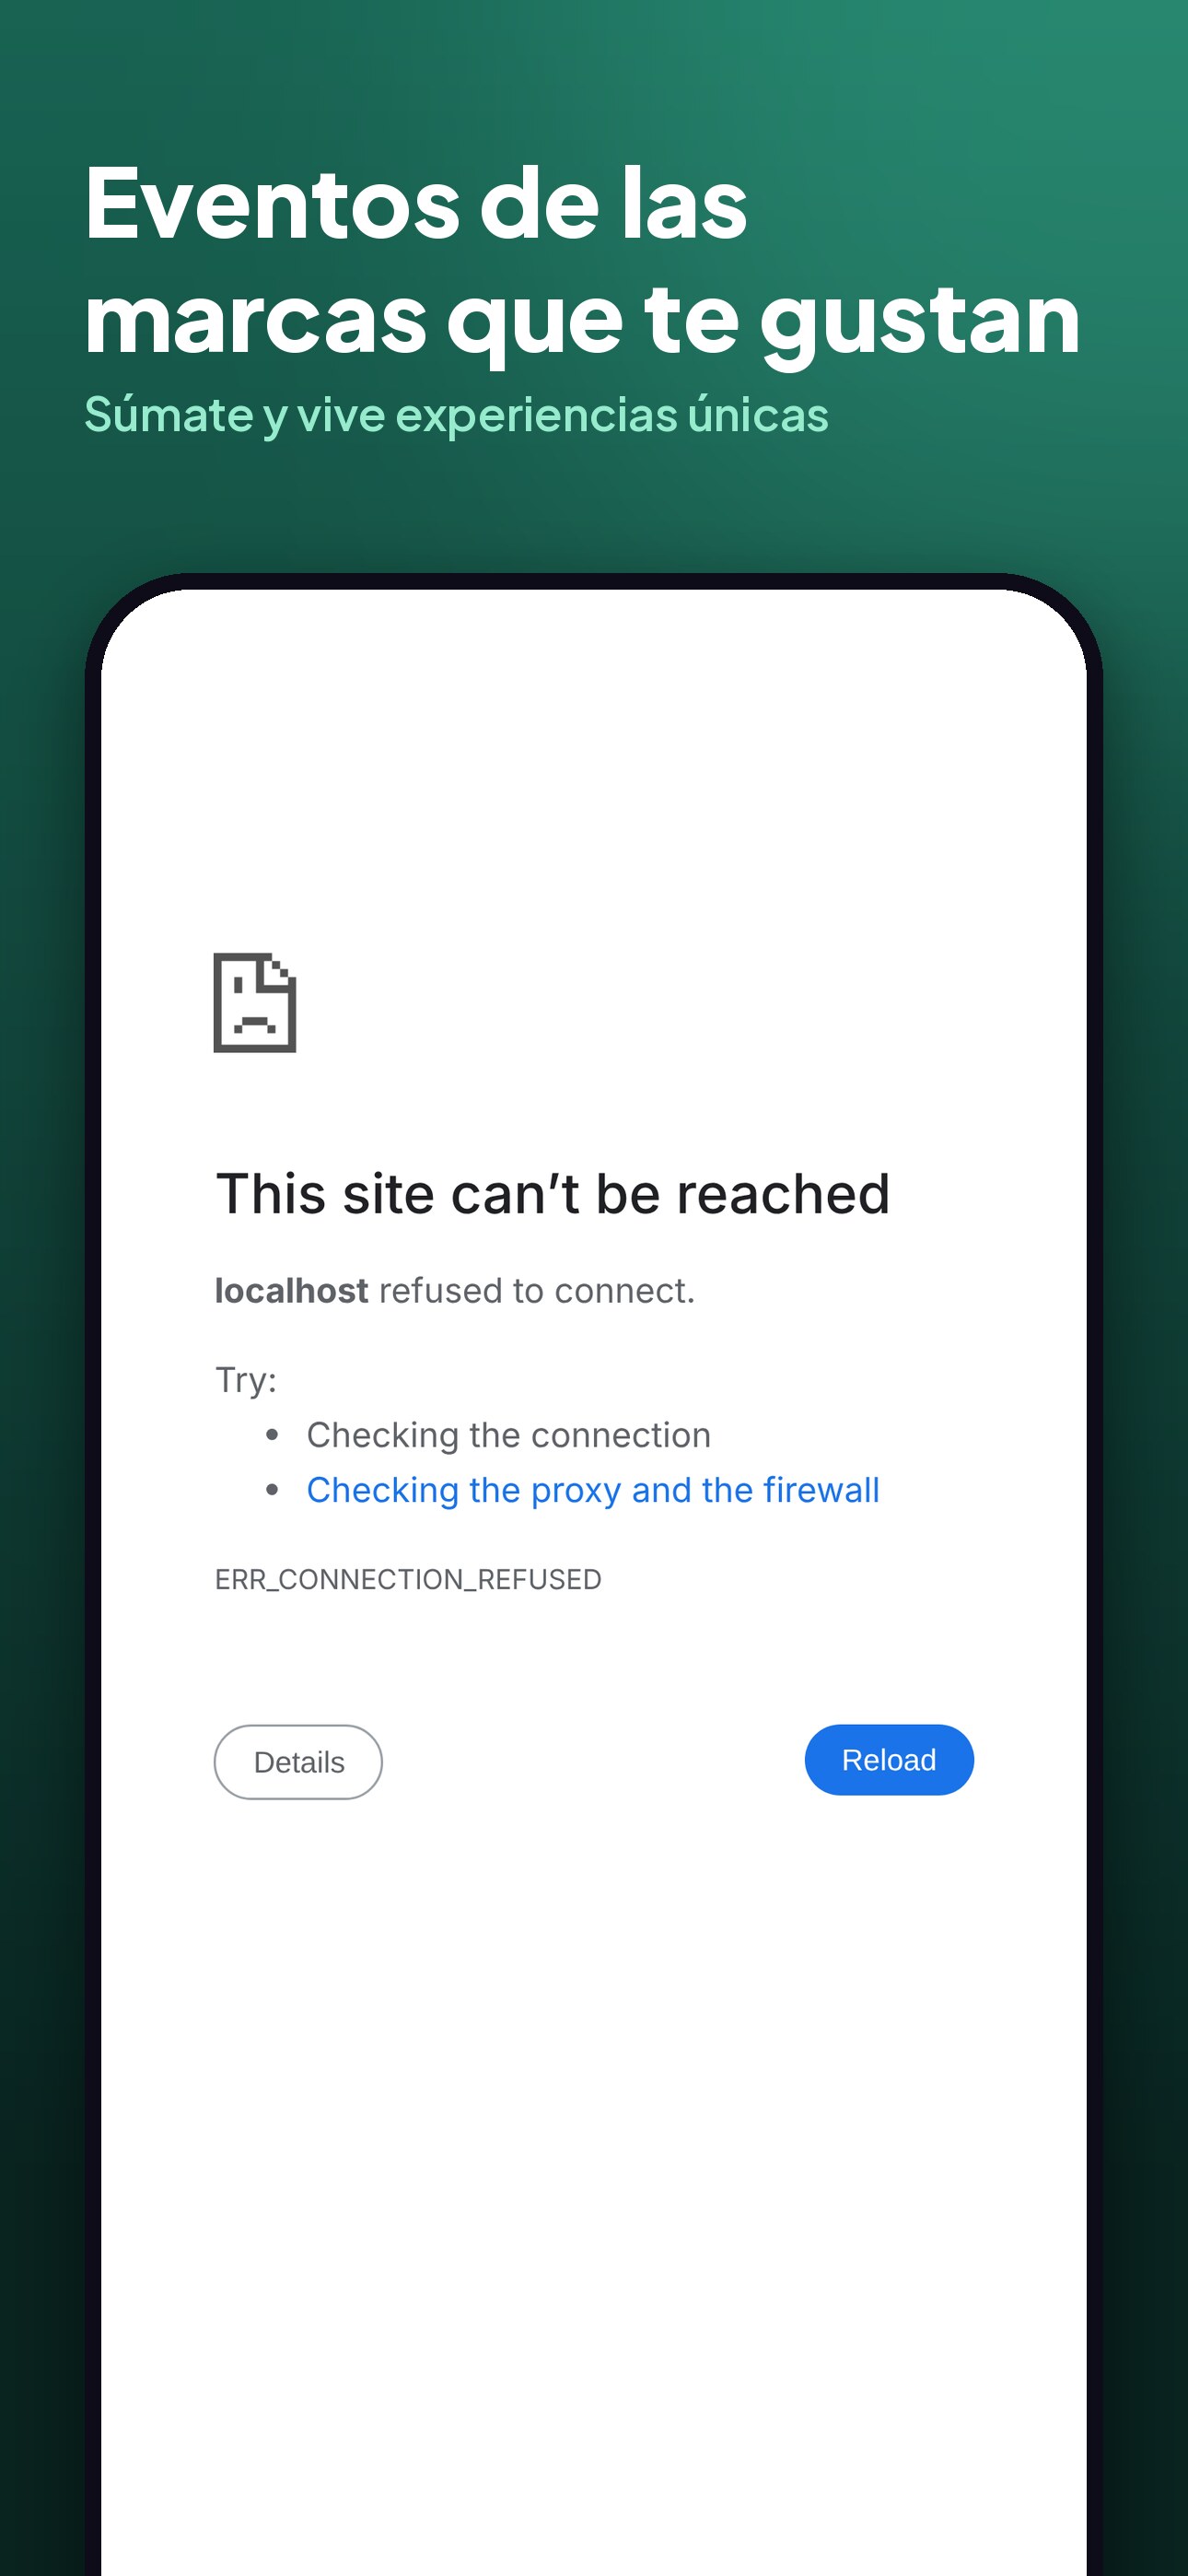 Eventos de las
marcas que te gustan
Súmate y vive experiencias únicas
This site can’t be reached
localhost refused to connect.
Try:
• Checking the connection
• Checking the proxy and the firewall
ERR_CONNECTION_REFUSED
Details
Reload